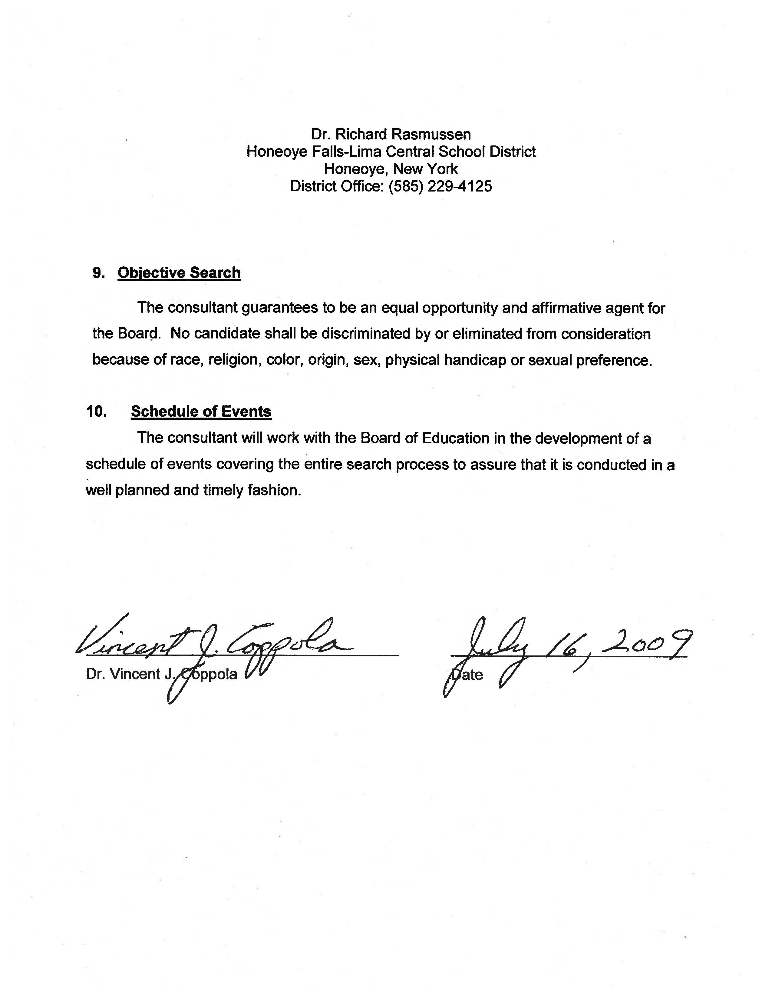 Dr. Richard Rasmussen
Honeoye Falls-Lima Central School District
Honeoye, New York
District Office: (585) 229-4125
9. Objective Search
The consultant guarantees to be an equal opportunity and affirmative agent for
the Board. No candidate shall be discriminated by or eliminated from consideration
because of race, religion, color, origin, sex, physical handicap or sexual preference.
10. Schedule of Events
The consultant will work with the Board of Education in the development of a
schedule of events covering the entire search process to assure that it is conducted in a
well planned and timely fashion.
Vincent J. Coppola July 16, 2009
Dr. Vincent J. Coppola Date